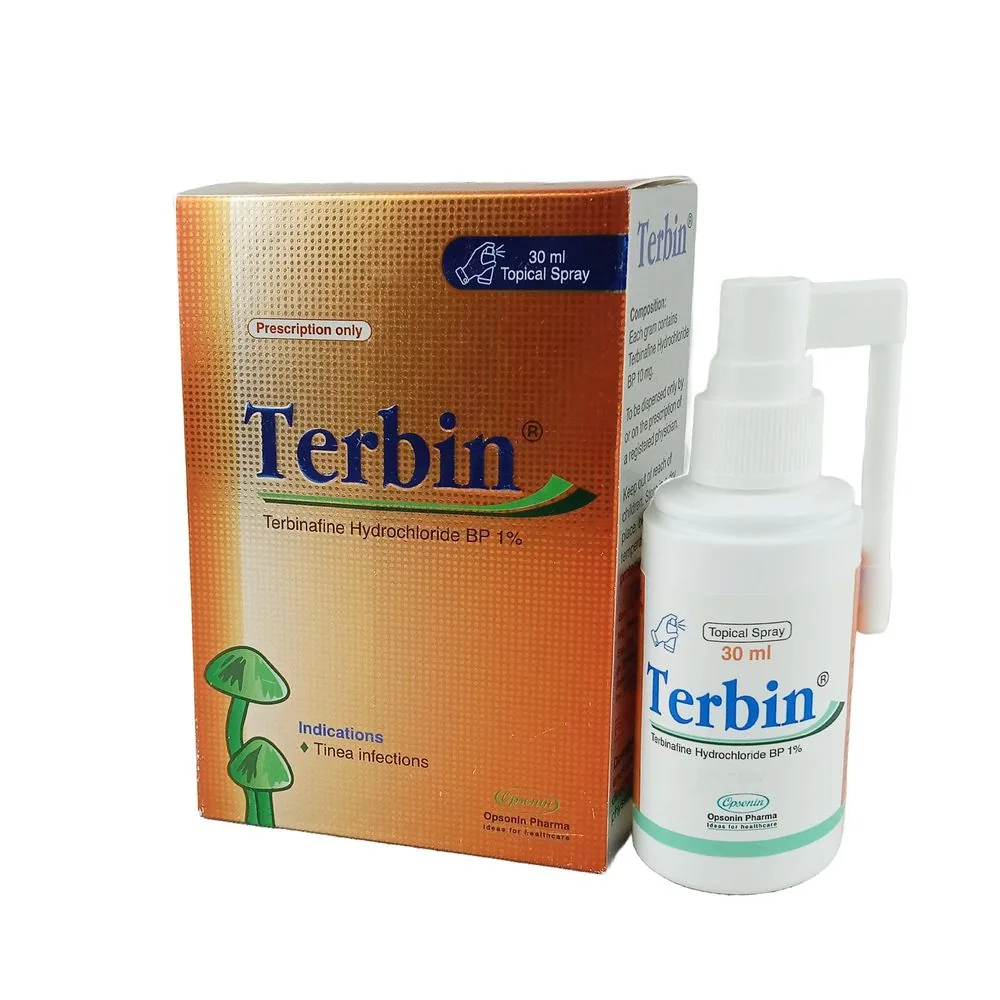 30 ml
Topical Spray
Prescription only
Terbin®
Terbinafine Hydrochloride BP 1%
Indications
Tinea infections
Opsonin
Opsonin Pharma
Ideas for healthcare
Terbin®
Composition:
Each gram contains
Terbinafine Hydrochloride
BP 10 mg.
To be dispensed only by
or on the prescription of
a registered physician.
Keep out of reach of
children.
place.
Topical Spray
30 ml
Terbin®
Terbinafine Hydrochloride BP 1%
Opsonin
Opsonin Pharma
Ideas for healthcare